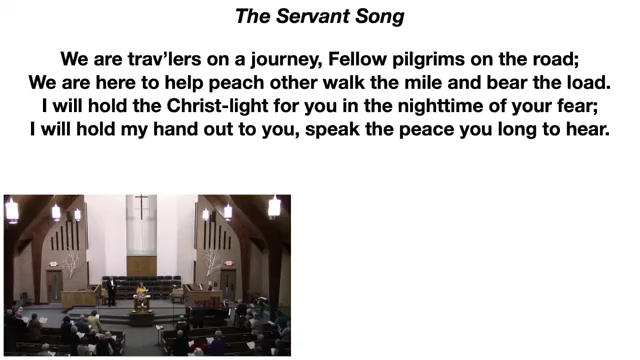 The Servant Song
We are trav’lers on a journey, Fellow pilgrims on the road;
We are here to help peach other walk the mile and bear the load.
I will hold the Christ-light for you in the nighttime of your fear;
I will hold my hand out to you, speak the peace you long to hear.